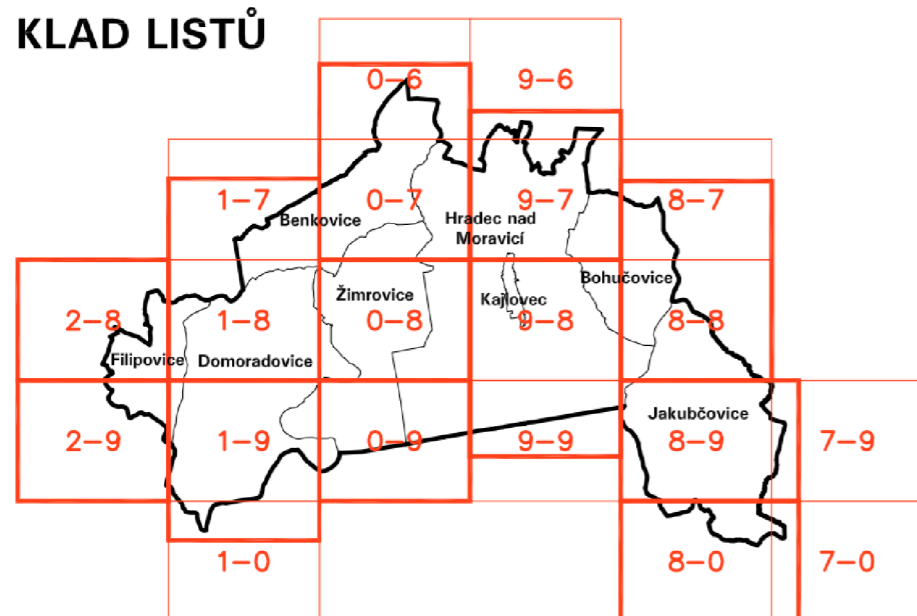 KLAD LISTŮ
0-6 9-6
1-7 0-7 9-7 8-7
Benkovice
Hradec nad
Moravicí
Bohučovice
Žimrovice
Kajlovec
2-8 1-8 0-8 9-8 8-8
Filipovice
Domoradovice
Jakubčovice
2-9 1-9 0-9 9-9 8-9 7-9
1-0 8-0 7-0